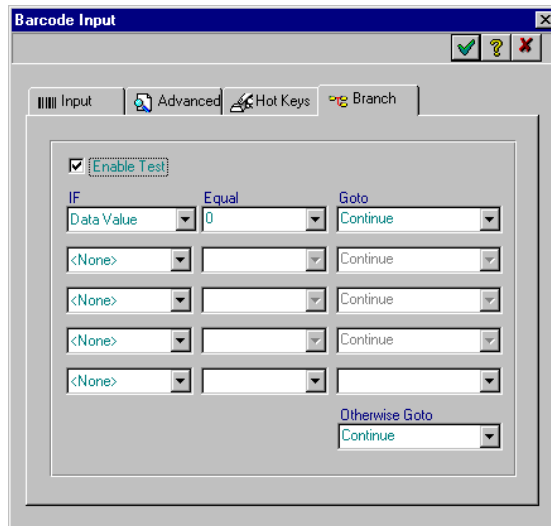 Barcode Input
Input Advanced Hot Keys Branch
Enable Test
IF Equal Goto
Data Value 0 Continue
<None> Continue
<None> Continue
<None> Continue
<None>
Otherwise Goto
Continue